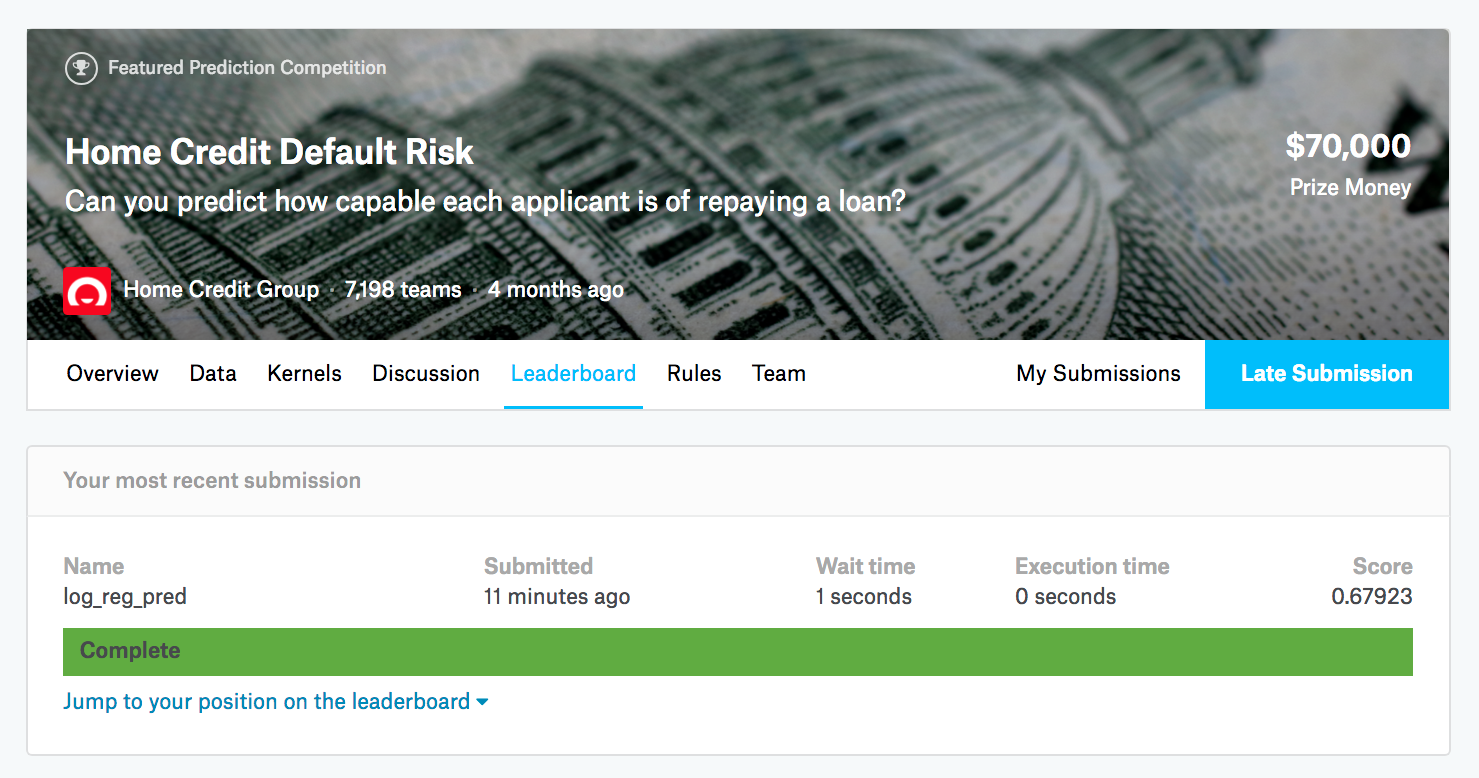 Featured Prediction Competition
Home Credit Default Risk
$70,000
Can you predict how capable each applicant is of repaying a loan?
Prize Money
Home Credit Group · 7,198 teams · 4 months ago
Overview Data Kernels Discussion Leaderboard Rules Team My Submissions Late Submission
Your most recent submission
Name Submitted Wait time Execution time Score
log_reg_pred 11 minutes ago 1 seconds 0 seconds 0.67923
Complete
Jump to your position on the leaderboard